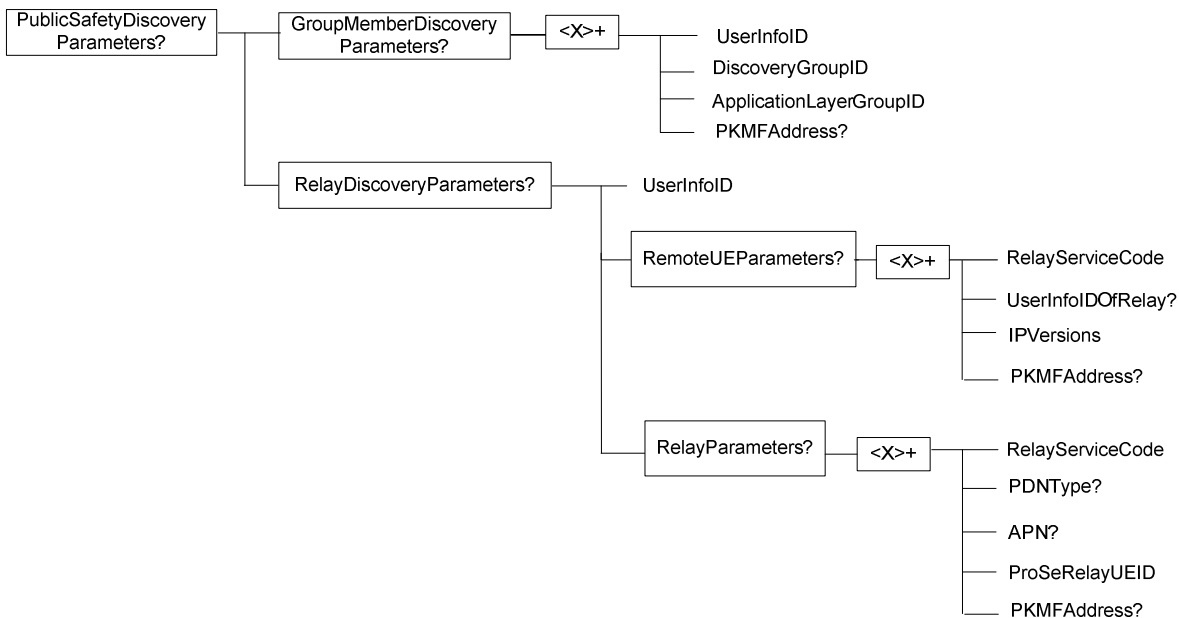 PublicSafetyDiscovery
Parameters?
GroupMemberDiscovery
Parameters?
<X>+
UserInfoID
DiscoveryGroupID
ApplicationLayerGroupID
PKMFAddress?
RelayDiscoveryParameters?
UserInfoID
RemoteUEParameters?
<X>+
RelayServiceCode
UserInfoIDOfRelay?
IPVersions
PKMFAddress?
RelayParameters?
<X>+
RelayServiceCode
PDNType?
APN?
ProSeRelayUEID
PKMFAddress?